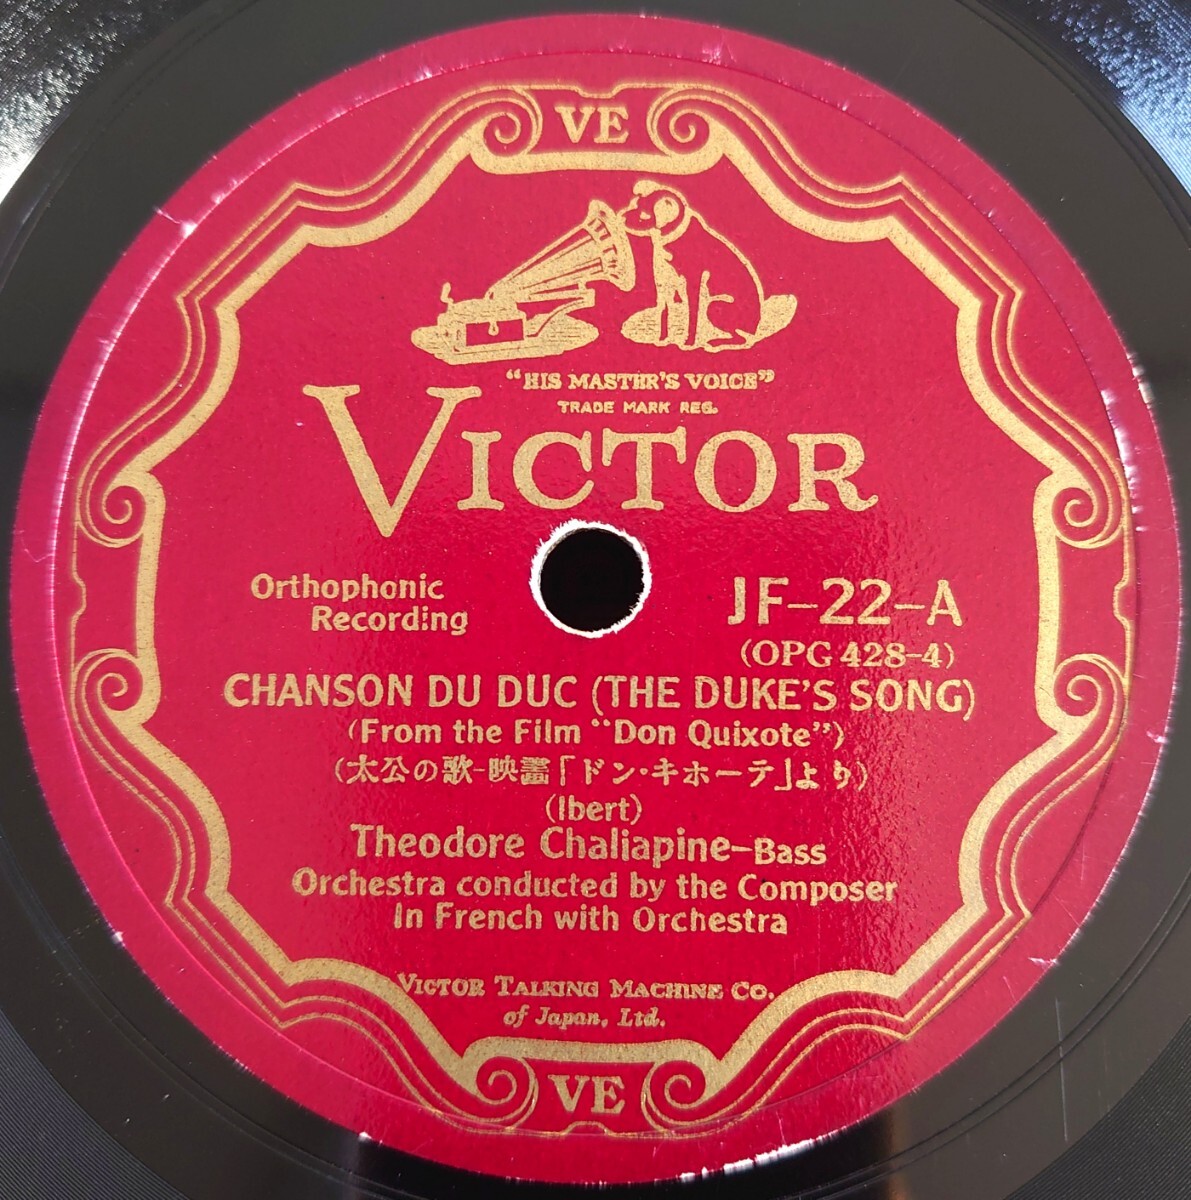 VE
"HIS MASTER'S VOICE"
TRADE MARK REG.
VICTOR
Orthophonic
Recording
JF-22-A
(OPG 428-4)
CHANSON DU DUC (THE DUKE'S SONG)
(From the Film "Don Quixote")
(太公の歌-映畫「ドン・キホーテ」より)
(Ibert)
Theodore Chaliapine-BASS
Orchestra conducted by the Composer
In French with Orchestra
VICTOR TALKING MACHINE CO.
of Japan, Ltd.
VE